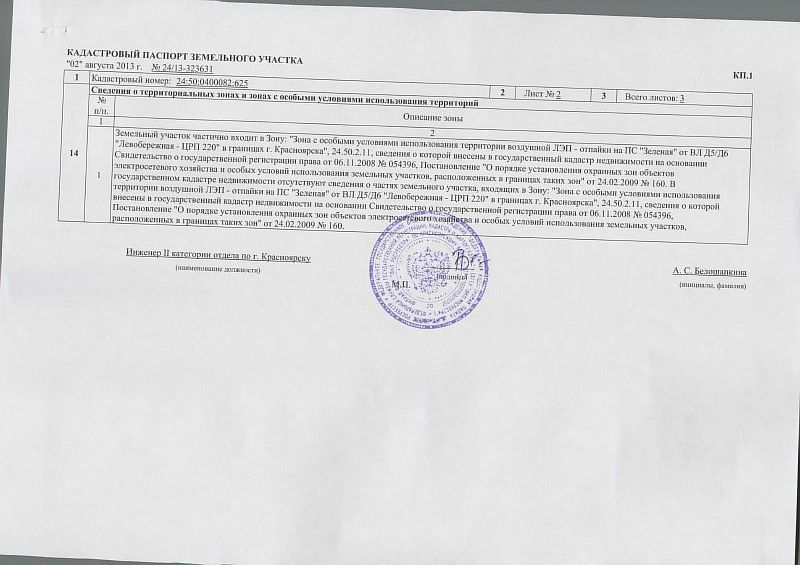 КАДАСТРОВЫЙ ПАСПОРТ ЗЕМЕЛЬНОГО УЧАСТКА
"02" августа 2013 г. № 24/13-323631
КП.1
1 Кадастровый номер: 24:50:0400082:625 2 Лист № 2 3 Всего листов: 3
14 Сведения о территориальных зонах и зонах с особыми условиями использования территорий
№ п/п. Описание зоны
1 2
1 Земельный участок частично входит в Зону: "Зона с особыми условиями использования территории воздушной ЛЭП - отпайки на ПС "Зеленая" от ВЛ Д5/Д6
"Левобережная - ЦРП 220" в границах г. Красноярска", 24.50.2.11, сведения о которой внесены в государственный кадастр недвижимости на основании
Свидетельство о государственной регистрации права от 06.11.2008 № 054396, Постановление "О порядке установления охранных зон объектов
электросетевого хозяйства и особых условий использования земельных участков, расположенных в границах таких зон" от 24.02.2009 № 160. В
государственном кадастре недвижимости отсутствуют сведения о частях земельного участка, входящих в Зону: "Зона с особыми условиями использования
территории воздушной ЛЭП - отпайки на ПС "Зеленая" от ВЛ Д5/Д6 "Левобережная - ЦРП 220" в границах г. Красноярска", 24.50.2.11, сведения о которой
внесены в государственный кадастр недвижимости на основании Свидетельство о государственной регистрации права от 06.11.2008 № 054396,
Постановление "О порядке установления охранных зон объектов электросетевого хозяйства и особых условий использования земельных участков,
расположенных в границах таких зон" от 24.02.2009 № 160.
Инженер II категории отдела по г. Красноярску
(наименование должности)
М.П.
(подпись)
А. С. Белошапкина
(инициалы, фамилия)